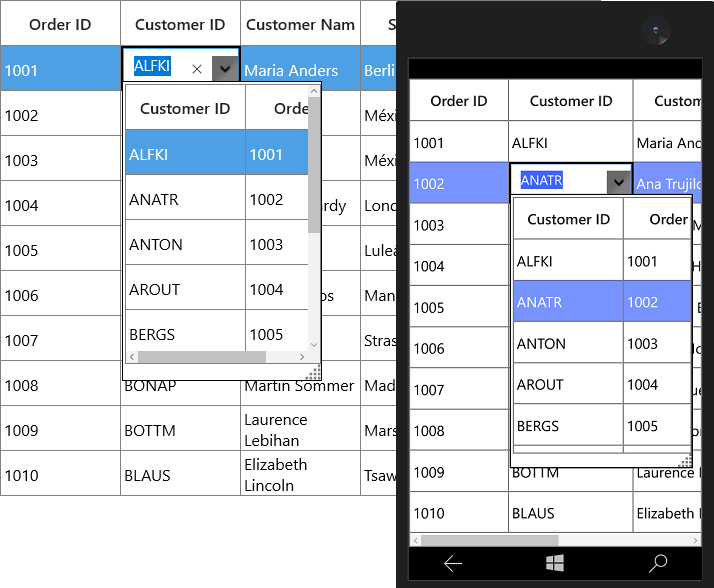 Order ID Customer ID Customer Nam S
1001 ALFKI Maria Anders Berli
Customer ID Orde
ALFKI 1001
ANATR 1002
ANTON 1003
AROUT 1004
BERGS 1005
1002 Méxi
1003 Méxi
1004 rdy Lond
1005 Luleå
1006 os Man
1007 Stras
1008 BONAP Martin Sommer Mad
1009 BOTTM Laurence Lebihan Mars
1010 BLAUS Elizabeth Lincoln Tsaw
Order ID Customer ID Custom
1001 ALFKI Maria And
1002 ANATR Ana Trujilo
Customer ID Order
ALFKI 1001
ANATR 1002
ANTON 1003
AROUT 1004
BERGS 1005
1003
1004
1005
1006
1007
1008
1009 BOTTM Laurence
1010 BLAUS Elizabeth